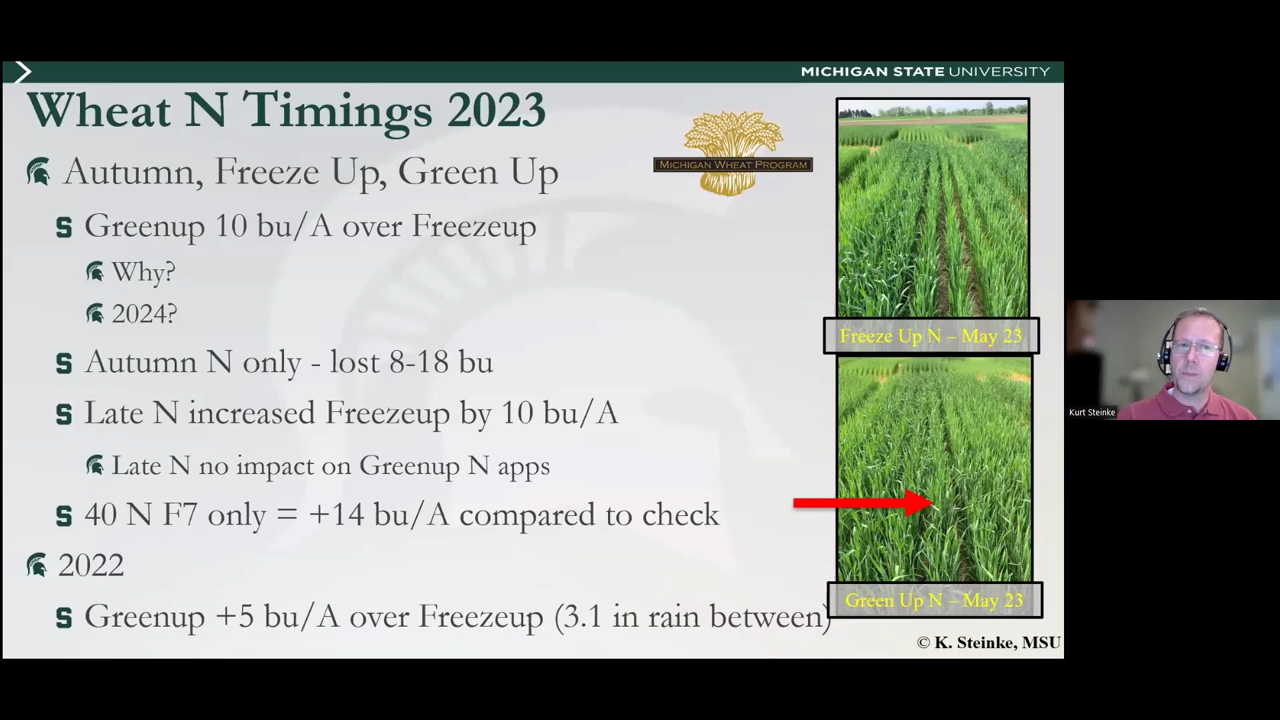 MICHIGAN STATE UNIVERSITY
Wheat N Timings 2023
MICHIGAN WHEAT PROGRAM
Autumn, Freeze Up, Green Up
S Greenup 10 bu/A over Freezeup
Why?
2024?
Freeze Up N – May 23
S Autumn N only - lost 8-18 bu
S Late N increased Freezeup by 10 bu/A
Kurt Steinke
Late N no impact on Greenup N apps
S 40 N F7 only = +14 bu/A compared to check
2022
Green Up N – May 23
S Greenup +5 bu/A over Freezeup (3.1 in rain between)
© K. Steinke, MSU